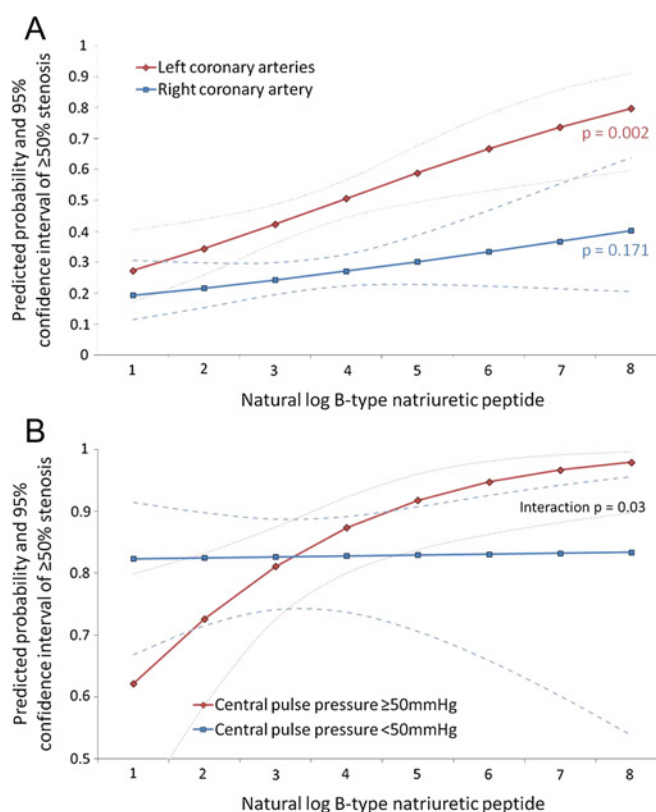 A
Predicted probability and 95%
confidence interval of ≥50% stenosis
1
0.9
0.8
0.7
0.6
0.5
0.4
0.3
0.2
0.1
0
Left coronary arteries
Right coronary artery
p = 0.002
p = 0.171
1 2 3 4 5 6 7 8
Natural log B-type natriuretic peptide
B
Predicted probability and 95%
confidence interval of ≥50% stenosis
1
0.9
0.8
0.7
0.6
0.5
Interaction p = 0.03
Central pulse pressure ≥50mmHg
Central pulse pressure <50mmHg
1 2 3 4 5 6 7 8
Natural log B-type natriuretic peptide